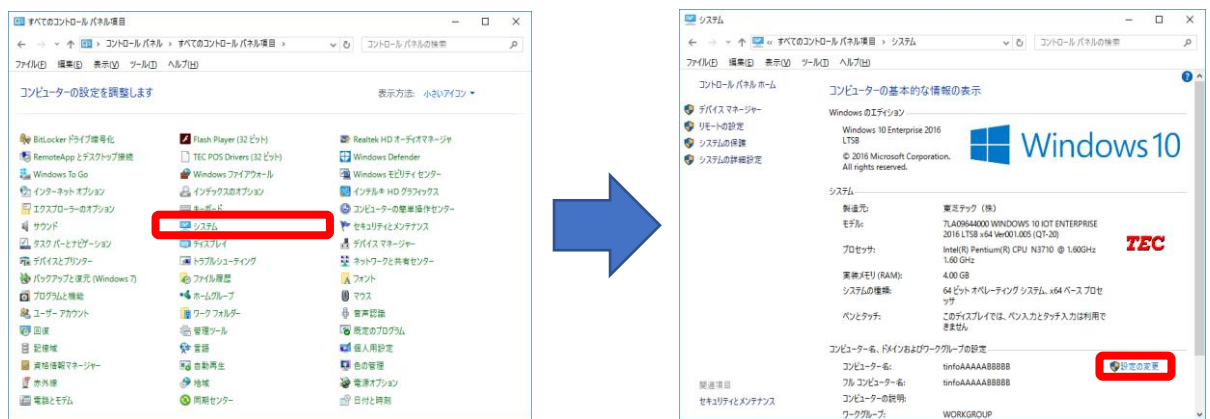 すべてのコントロール パネル項目
コントロール パネル › すべてのコントロール パネル項目 ›
コントロール パネルの検索
ファイル(F) 編集(E) 表示(V) ツール(T) ヘルプ(H)
コンピューターの設定を調整します
表示方法: 小さいアイコン
BitLocker ドライブ暗号化
Flash Player (32 ビット)
Realtek HD オーディオマネージャ
RemoteApp とデスクトップ接続
TEC POS Drivers (32 ビット)
Windows Defender
Windows To Go
Windows ファイアウォール
Windows モビリティ センター
インターネット オプション
インデックスのオプション
インテル® HD グラフィックス
エクスプローラーのオプション
キーボード
コンピューターの簡単操作センター
サウンド
システム
セキュリティとメンテナンス
タスク バーとナビゲーション
ディスプレイ
デバイス マネージャー
デバイスとプリンター
トラブルシューティング
ネットワークと共有センター
バックアップと復元 (Windows 7)
ファイル履歴
フォント
プログラムと機能
ホームグループ
マウス
ユーザー アカウント
ワーク フォルダー
音声認識
回復
管理ツール
既定のプログラム
記憶域
言語
個人用設定
資格情報マネージャー
自動再生
色の管理
赤外線
地域
電源オプション
電話とモデム
同期センター
日付と時刻
システム
« すべてのコントロール パネル項目 › システム
コントロール パネルの検索
ファイル(F) 編集(E) 表示(V) ツール(T) ヘルプ(H)
コントロール パネル ホーム
デバイス マネージャー
リモートの設定
システムの保護
システムの詳細設定
関連項目
セキュリティとメンテナンス
コンピューターの基本的な情報の表示
Windows のエディション
Windows 10 Enterprise 2016
LTSB
© 2016 Microsoft Corporation.
All rights reserved.
Windows 10
システム
製造元: 東芝テック (株)
モデル: 7LA09644000 WINDOWS 10 IOT ENTERPRISE
2016 LTSB x64 Ver001.005 (QT-20)
TEC
プロセッサ: Intel(R) Pentium(R) CPU N3710 @ 1.60GHz
1.60 GHz
実装メモリ (RAM): 4.00 GB
システムの種類: 64 ビット オペレーティング システム、x64 ベース プロセ
ッサ
ペンとタッチ: このディスプレイでは、ペン入力とタッチ入力は利用で
きません
コンピューター名、ドメインおよびワークグループの設定
コンピューター名: tinfoAAAAABBBBB
設定の変更
フル コンピューター名: tinfoAAAAABBBBB
コンピューターの説明:
ワークグループ: WORKGROUP